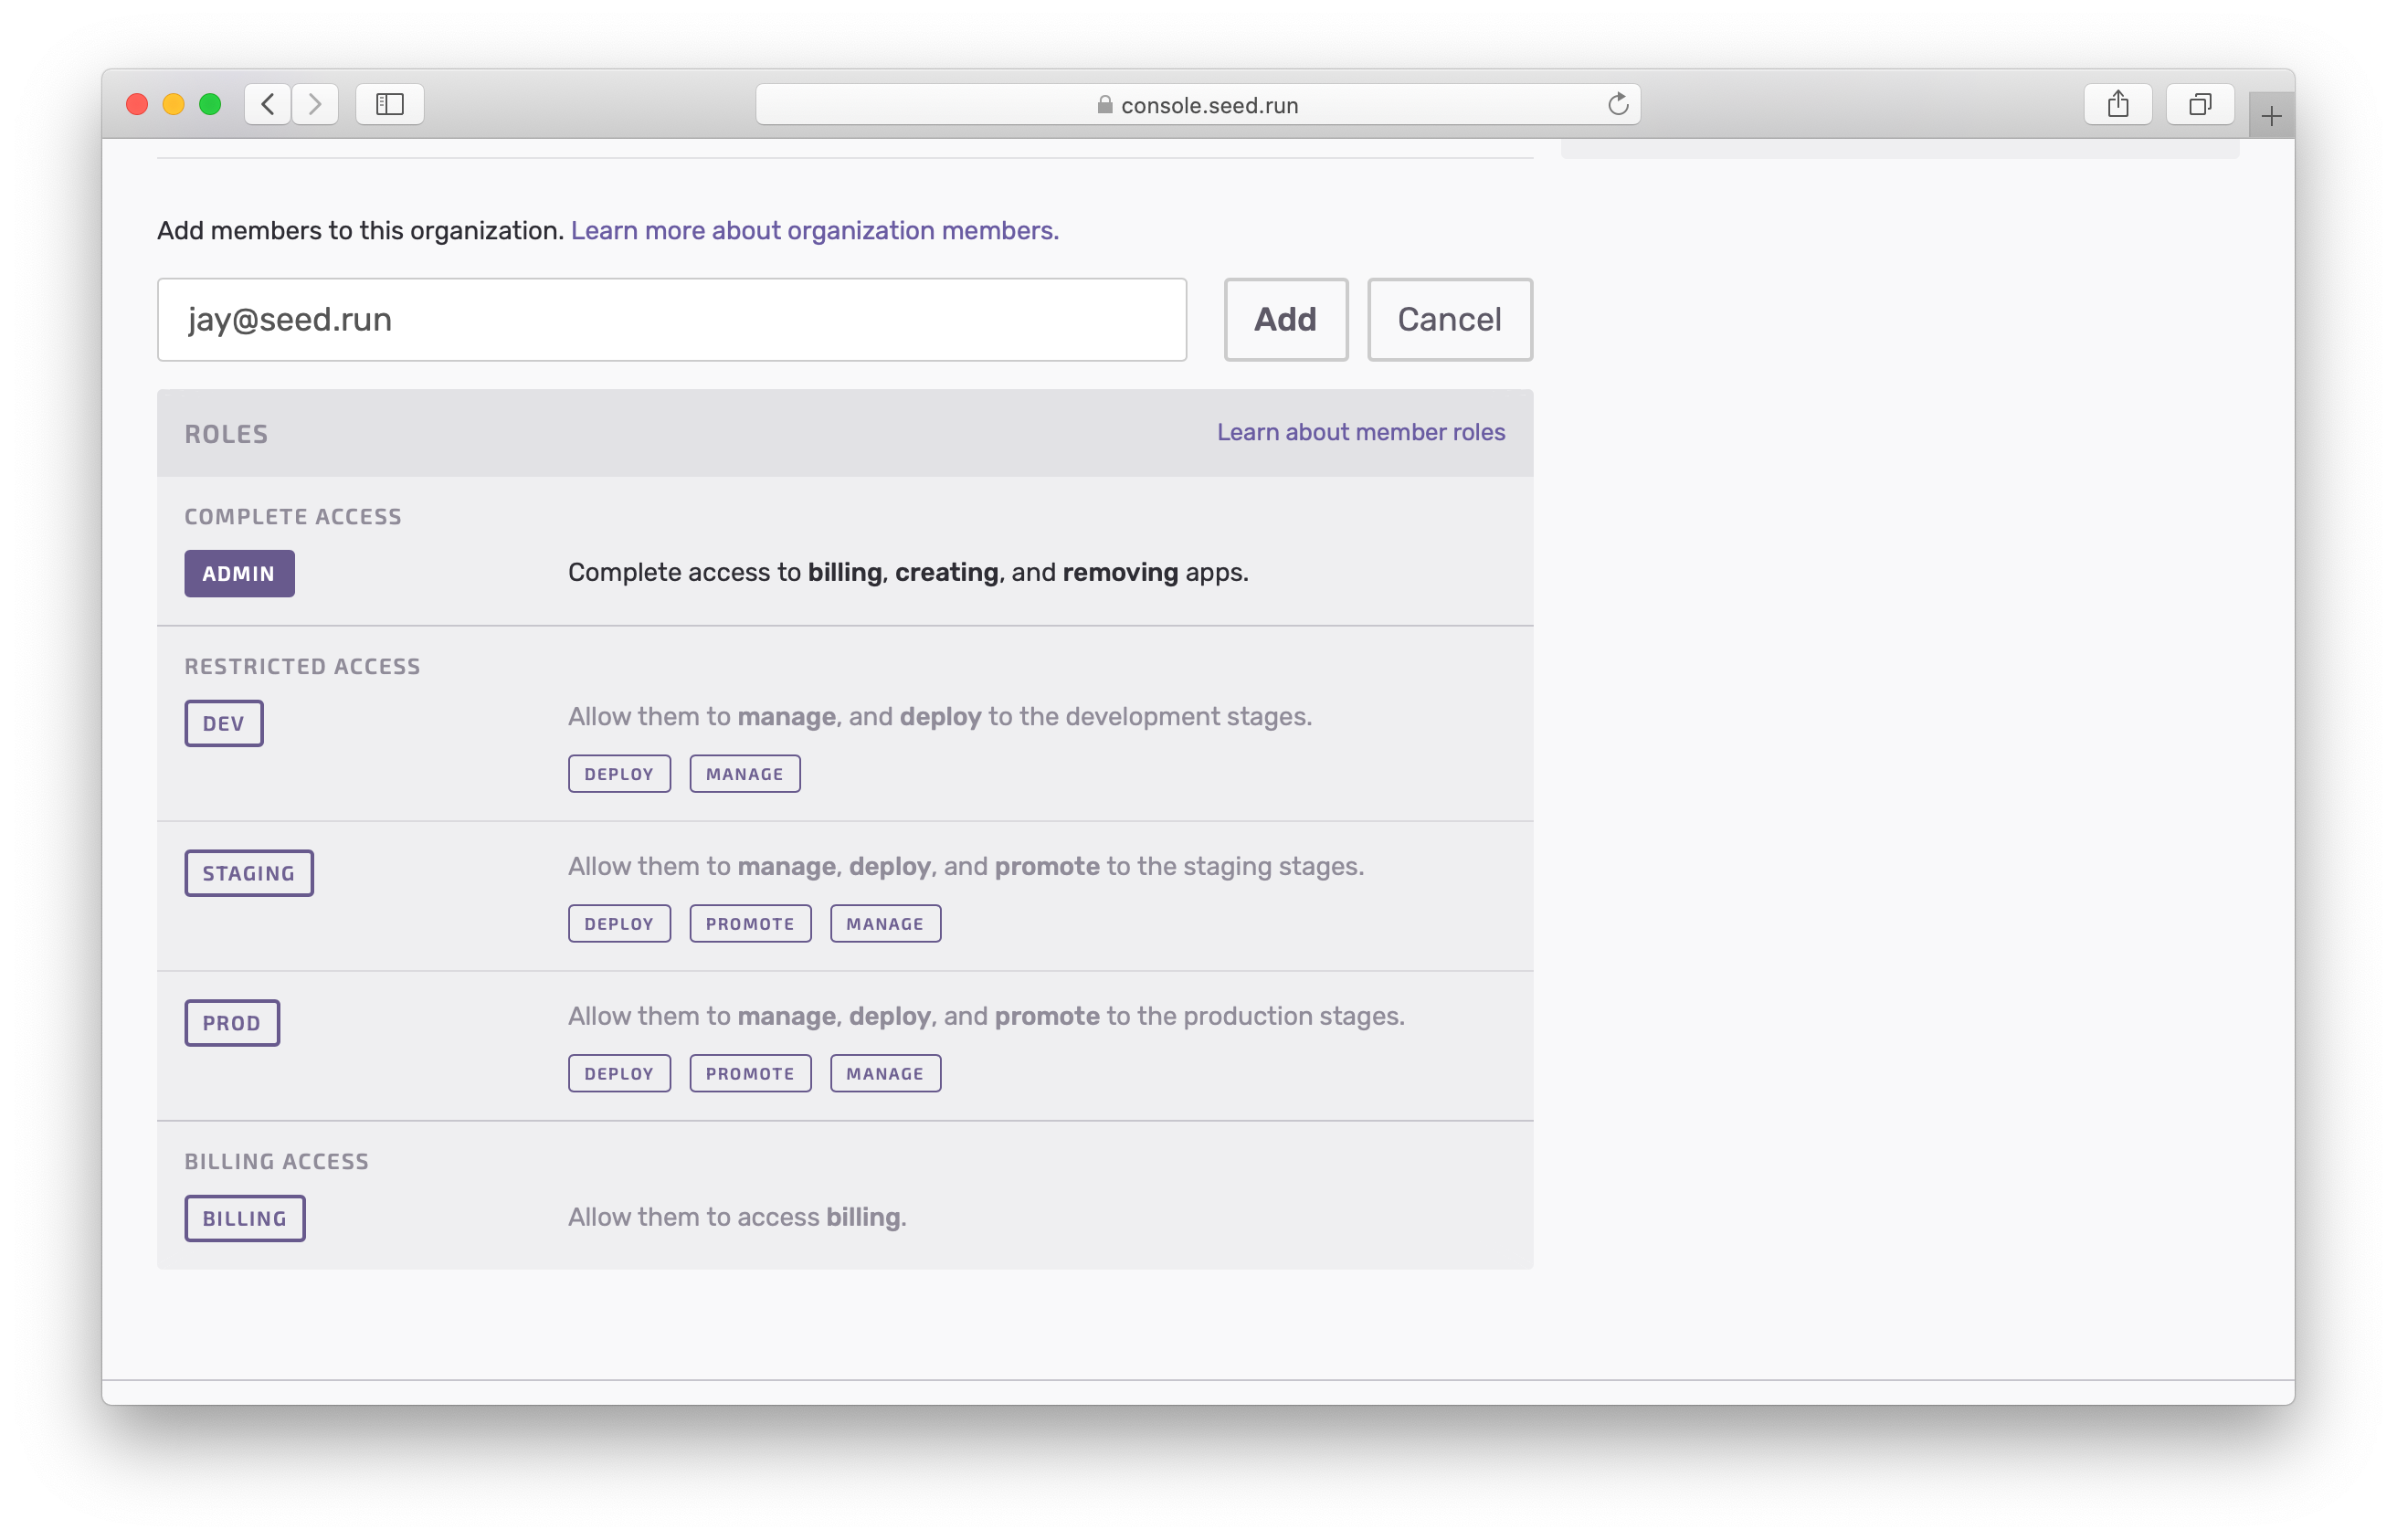 console.seed.run
Add members to this organization. Learn more about organization members.
jay@seed.run
Add
Cancel
ROLES
Learn about member roles
COMPLETE ACCESS
ADMIN
Complete access to billing, creating, and removing apps.
RESTRICTED ACCESS
DEV
Allow them to manage, and deploy to the development stages.
DEPLOY
MANAGE
STAGING
Allow them to manage, deploy, and promote to the staging stages.
DEPLOY
PROMOTE
MANAGE
PROD
Allow them to manage, deploy, and promote to the production stages.
DEPLOY
PROMOTE
MANAGE
BILLING ACCESS
BILLING
Allow them to access billing.